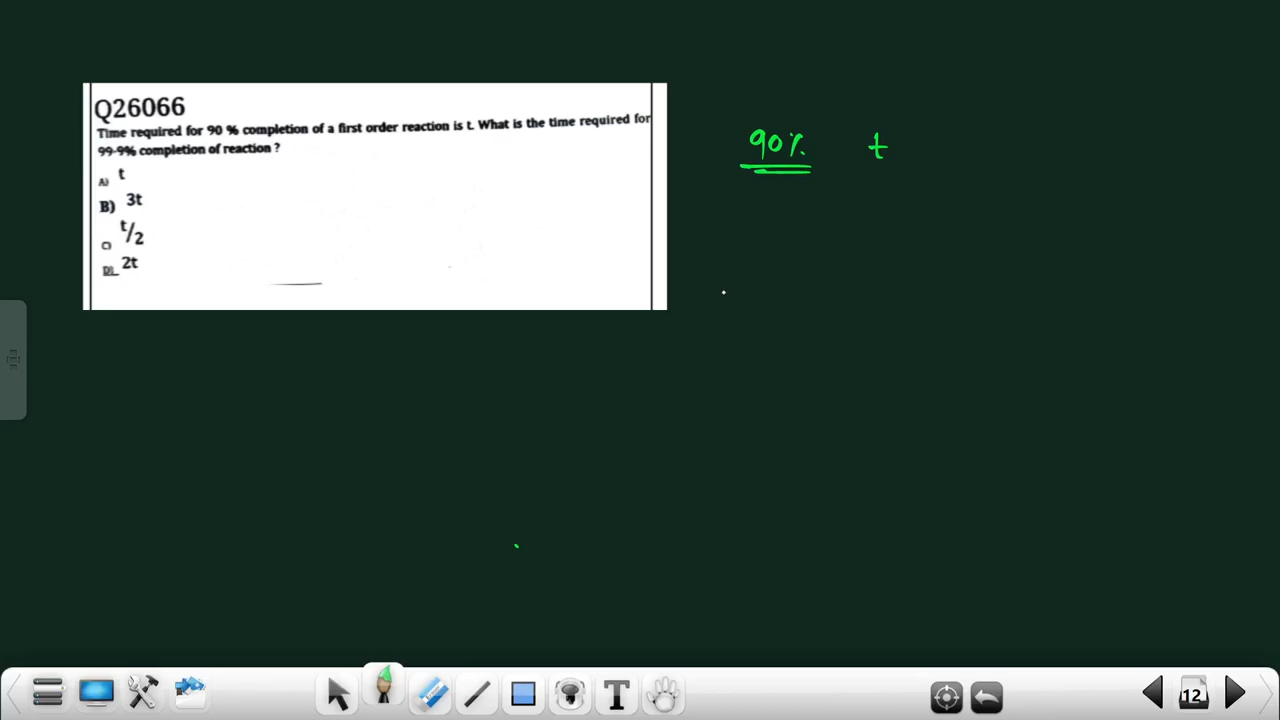 Q26066
Time required for 90 % completion of a first order reaction is t. What is the time required for
99-9% completion of reaction ?
A) t
B) 3t
C) t/2
D) 2t
90% t
12